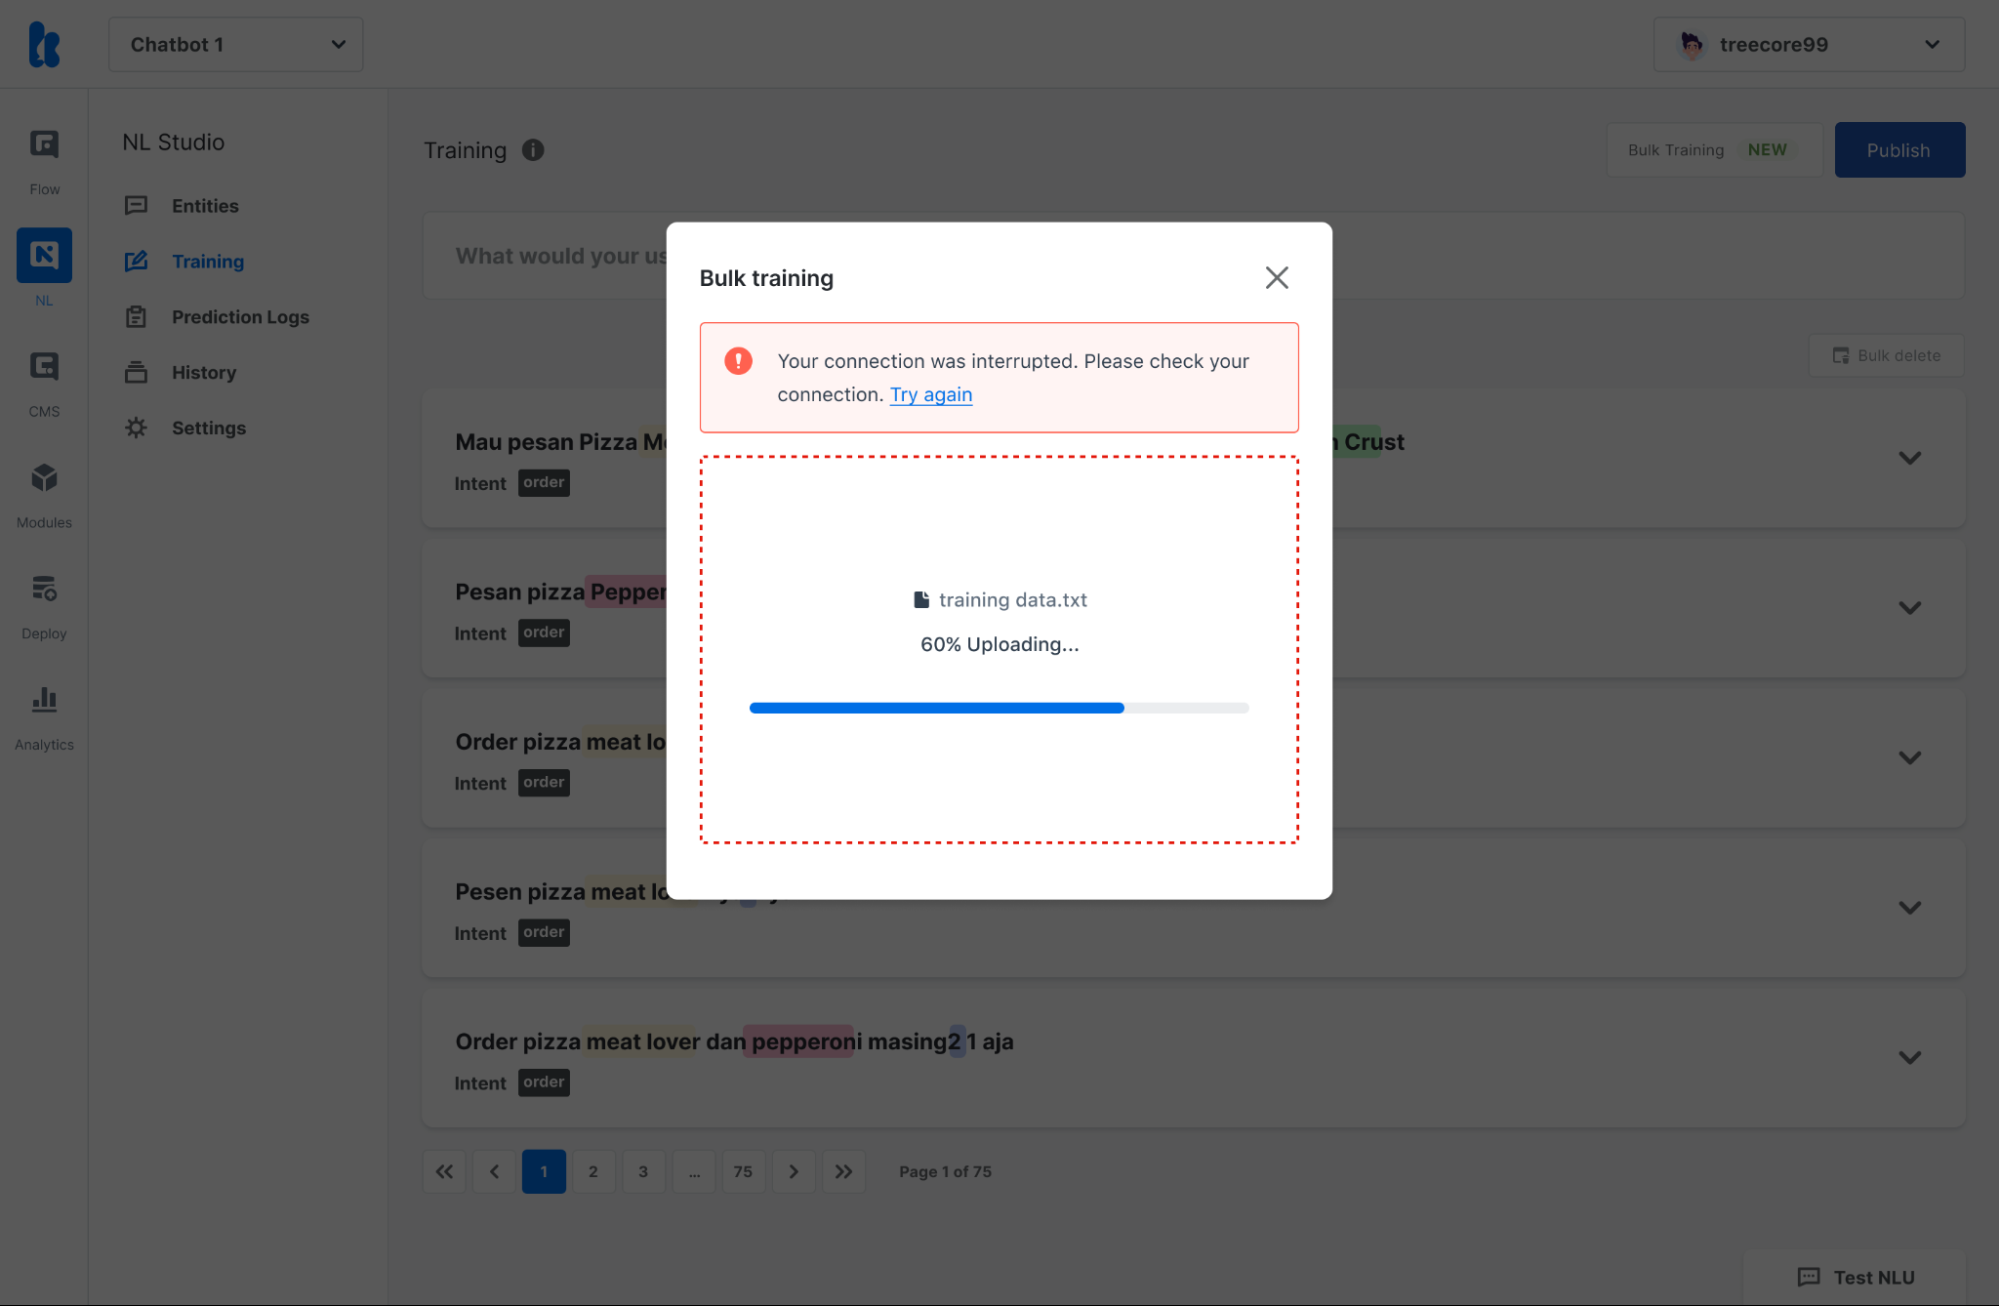 Chatbot 1
treecore99
Flow
NL
CMS
Modules
Deploy
Analytics
NL Studio
Entities
Training
Prediction Logs
History
Settings
Training
Bulk Training NEW
Publish
What would your
Bulk delete
Bulk training
Your connection was interrupted. Please check your
connection. Try again
training data.txt
60% Uploading...
Mau pesan Pizza
Crust
Intent order
Pesan pizza
Intent order
Order pizza meat
Intent order
Pesen pizza meat
Intent order
Order pizza meat lover dan pepperoni masing2 1 aja
Intent order
1 2 3 ... 75 Page 1 of 75
Test NLU